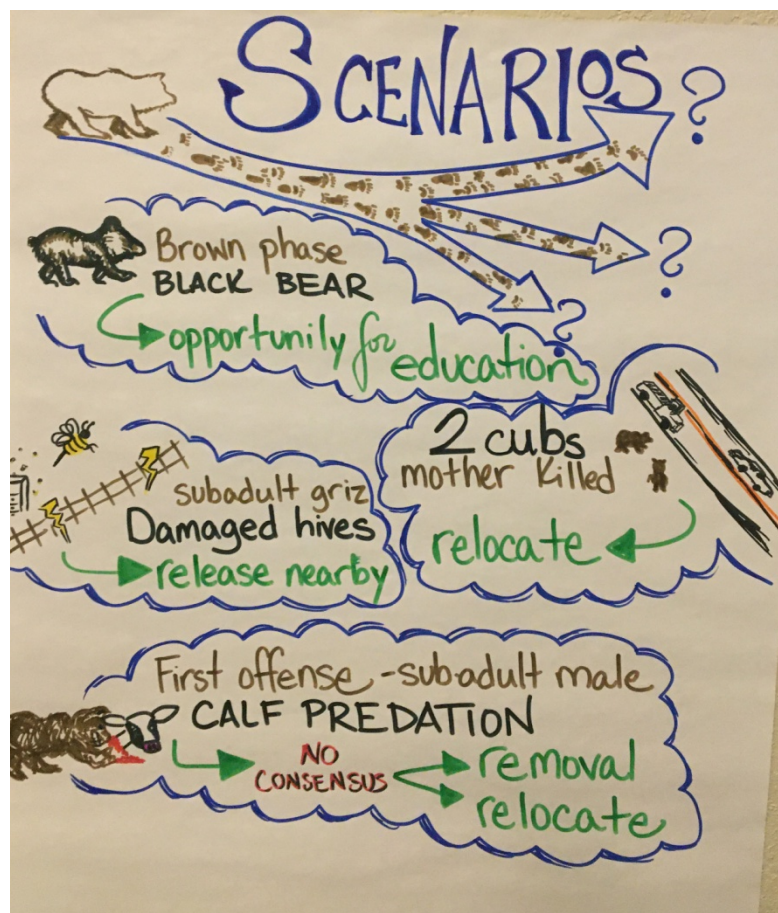 SCENARIOS
?
?
?
Brown phase
BLACK BEAR
opportunily for education
2 cubs
mother killed
relocate
subadult griz
Damaged hives
release nearby
First offense - subadult male
CALF PREDATION
NO
CONSENSUS
removal
relocate